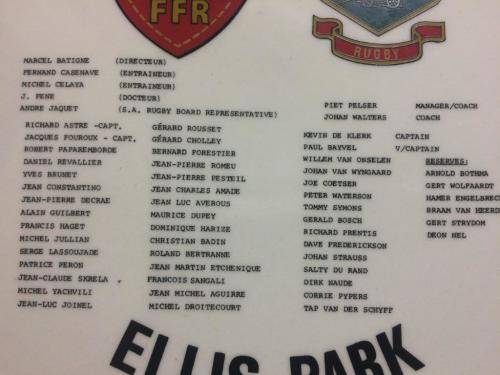 FFR
RUGBY
MARCEL BATIGNE (DIRECTEUR)
FERNAND CASENAVE (ENTRAINEUR)
MICHEL CELAYA (ENTRAINEUR)
J. PENE (DOCTEUR)
ANDRE JAQUET (S.A. RUGBY BOARD REPRESENTATIVE)
RICHARD ASTRE -CAPT.
JACQUES FOUROUX - CAPT.
ROBERT PAPAREMBORDE
DANIEL REVALLIER
YVES BRUNET
JEAN CONSTANTINO
JEAN-PIERRE DECRAE
ALAIN GUILBERT
FRANCIS HAGET
MICHEL JULLIAN
SERGE LASSOUJADE
PATRICE PERON
JEAN-CLAUDE SKRELA
MICHEL YACHVILI
JEAN-LUC JOINEL
GÉRARD ROUSSET
GÉRARD CHOLLEY
BERNARD FORESTIER
JEAN-PIERRE ROMEU
JEAN-PIERRE PESTEIL
JEAN CHARLES AMADE
JEAN LUC AVEROUS
MAURICE DUPEY
DOMINIQUE HARIZE
CHRISTIAN BADIN
ROLAND BERTRANNE
JEAN MARTIN ETCHENIQUE
FRANCOIS SANGALI
JEAN MICHEL AGUIRRE
MICHEL DROITECOURT
PIET PELSER MANAGER/COACH
JOHAN WALTERS COACH
KEVIN DE KLERK CAPTAIN
PAUL BAYVEL V/CAPTAIN
WILLEM VAN ONSELEN
JOHAN VAN WYNGAARD
JOE COETSER
PETER WATERSON
TOMMY SYMONS
GERALD BOSCH
RICHARD PRENTIS
DAVE FREDERICKSON
JOHAN STRAUSS
SALTY DU RAND
DIRK NAUDE
CORRIE PYPERS
TAP VAN DER SCHYFF
RESERVES:
ARNOLD BOTHMA
GERT WOLFAARDT
HAMER ENGELBREC
BRAAM VAN HEERD
GERT STRYDOM
DEON NEL
ELLIS PARK